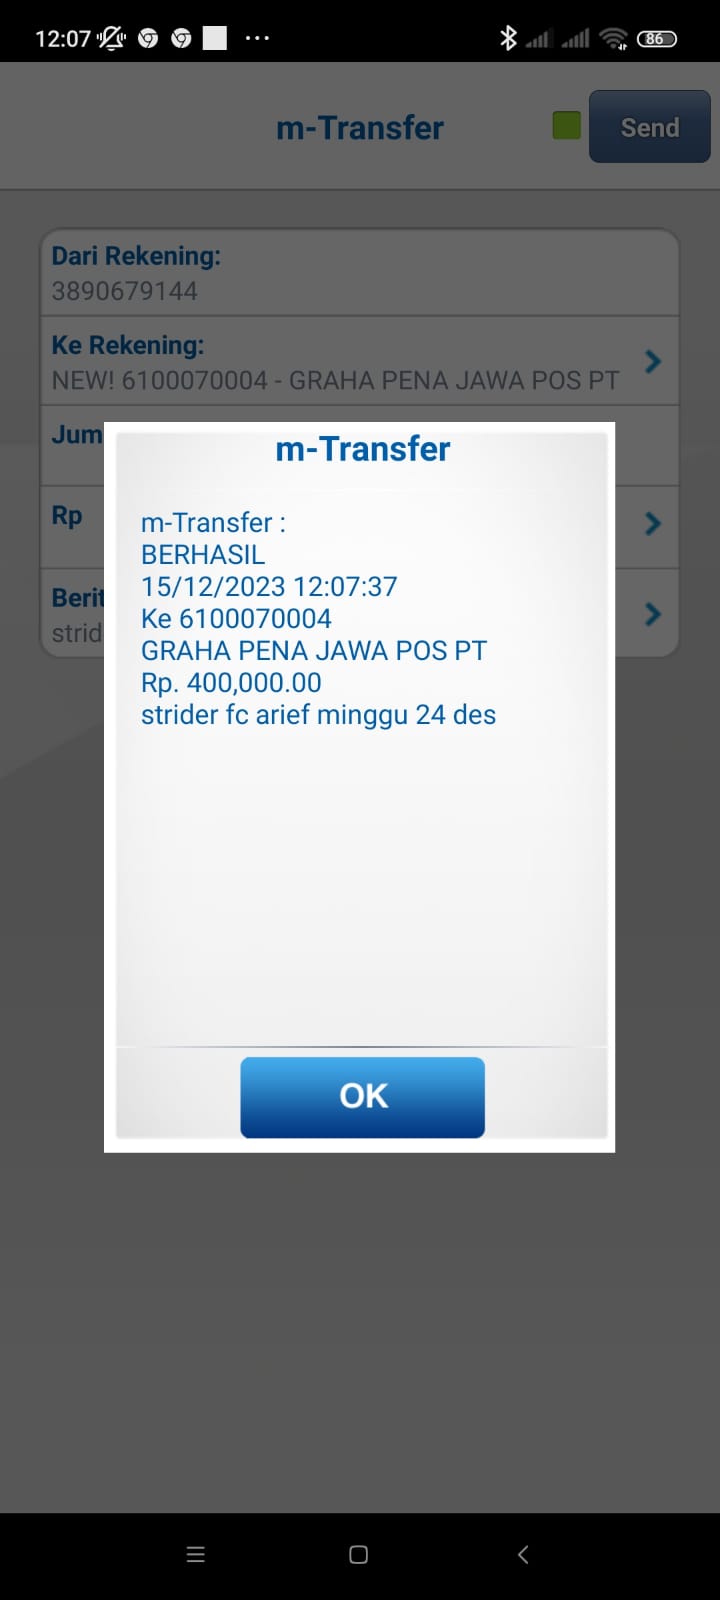 12:07
86
m-Transfer
Send
Dari Rekening:
3890679144
Ke Rekening:
NEW! 6100070004 - GRAHA PENA JAWA POS PT
Jum
Rp
Berit
strid
m-Transfer
m-Transfer :
BERHASIL
15/12/2023 12:07:37
Ke 6100070004
GRAHA PENA JAWA POS PT
Rp. 400,000.00
strider fc arief minggu 24 des
OK